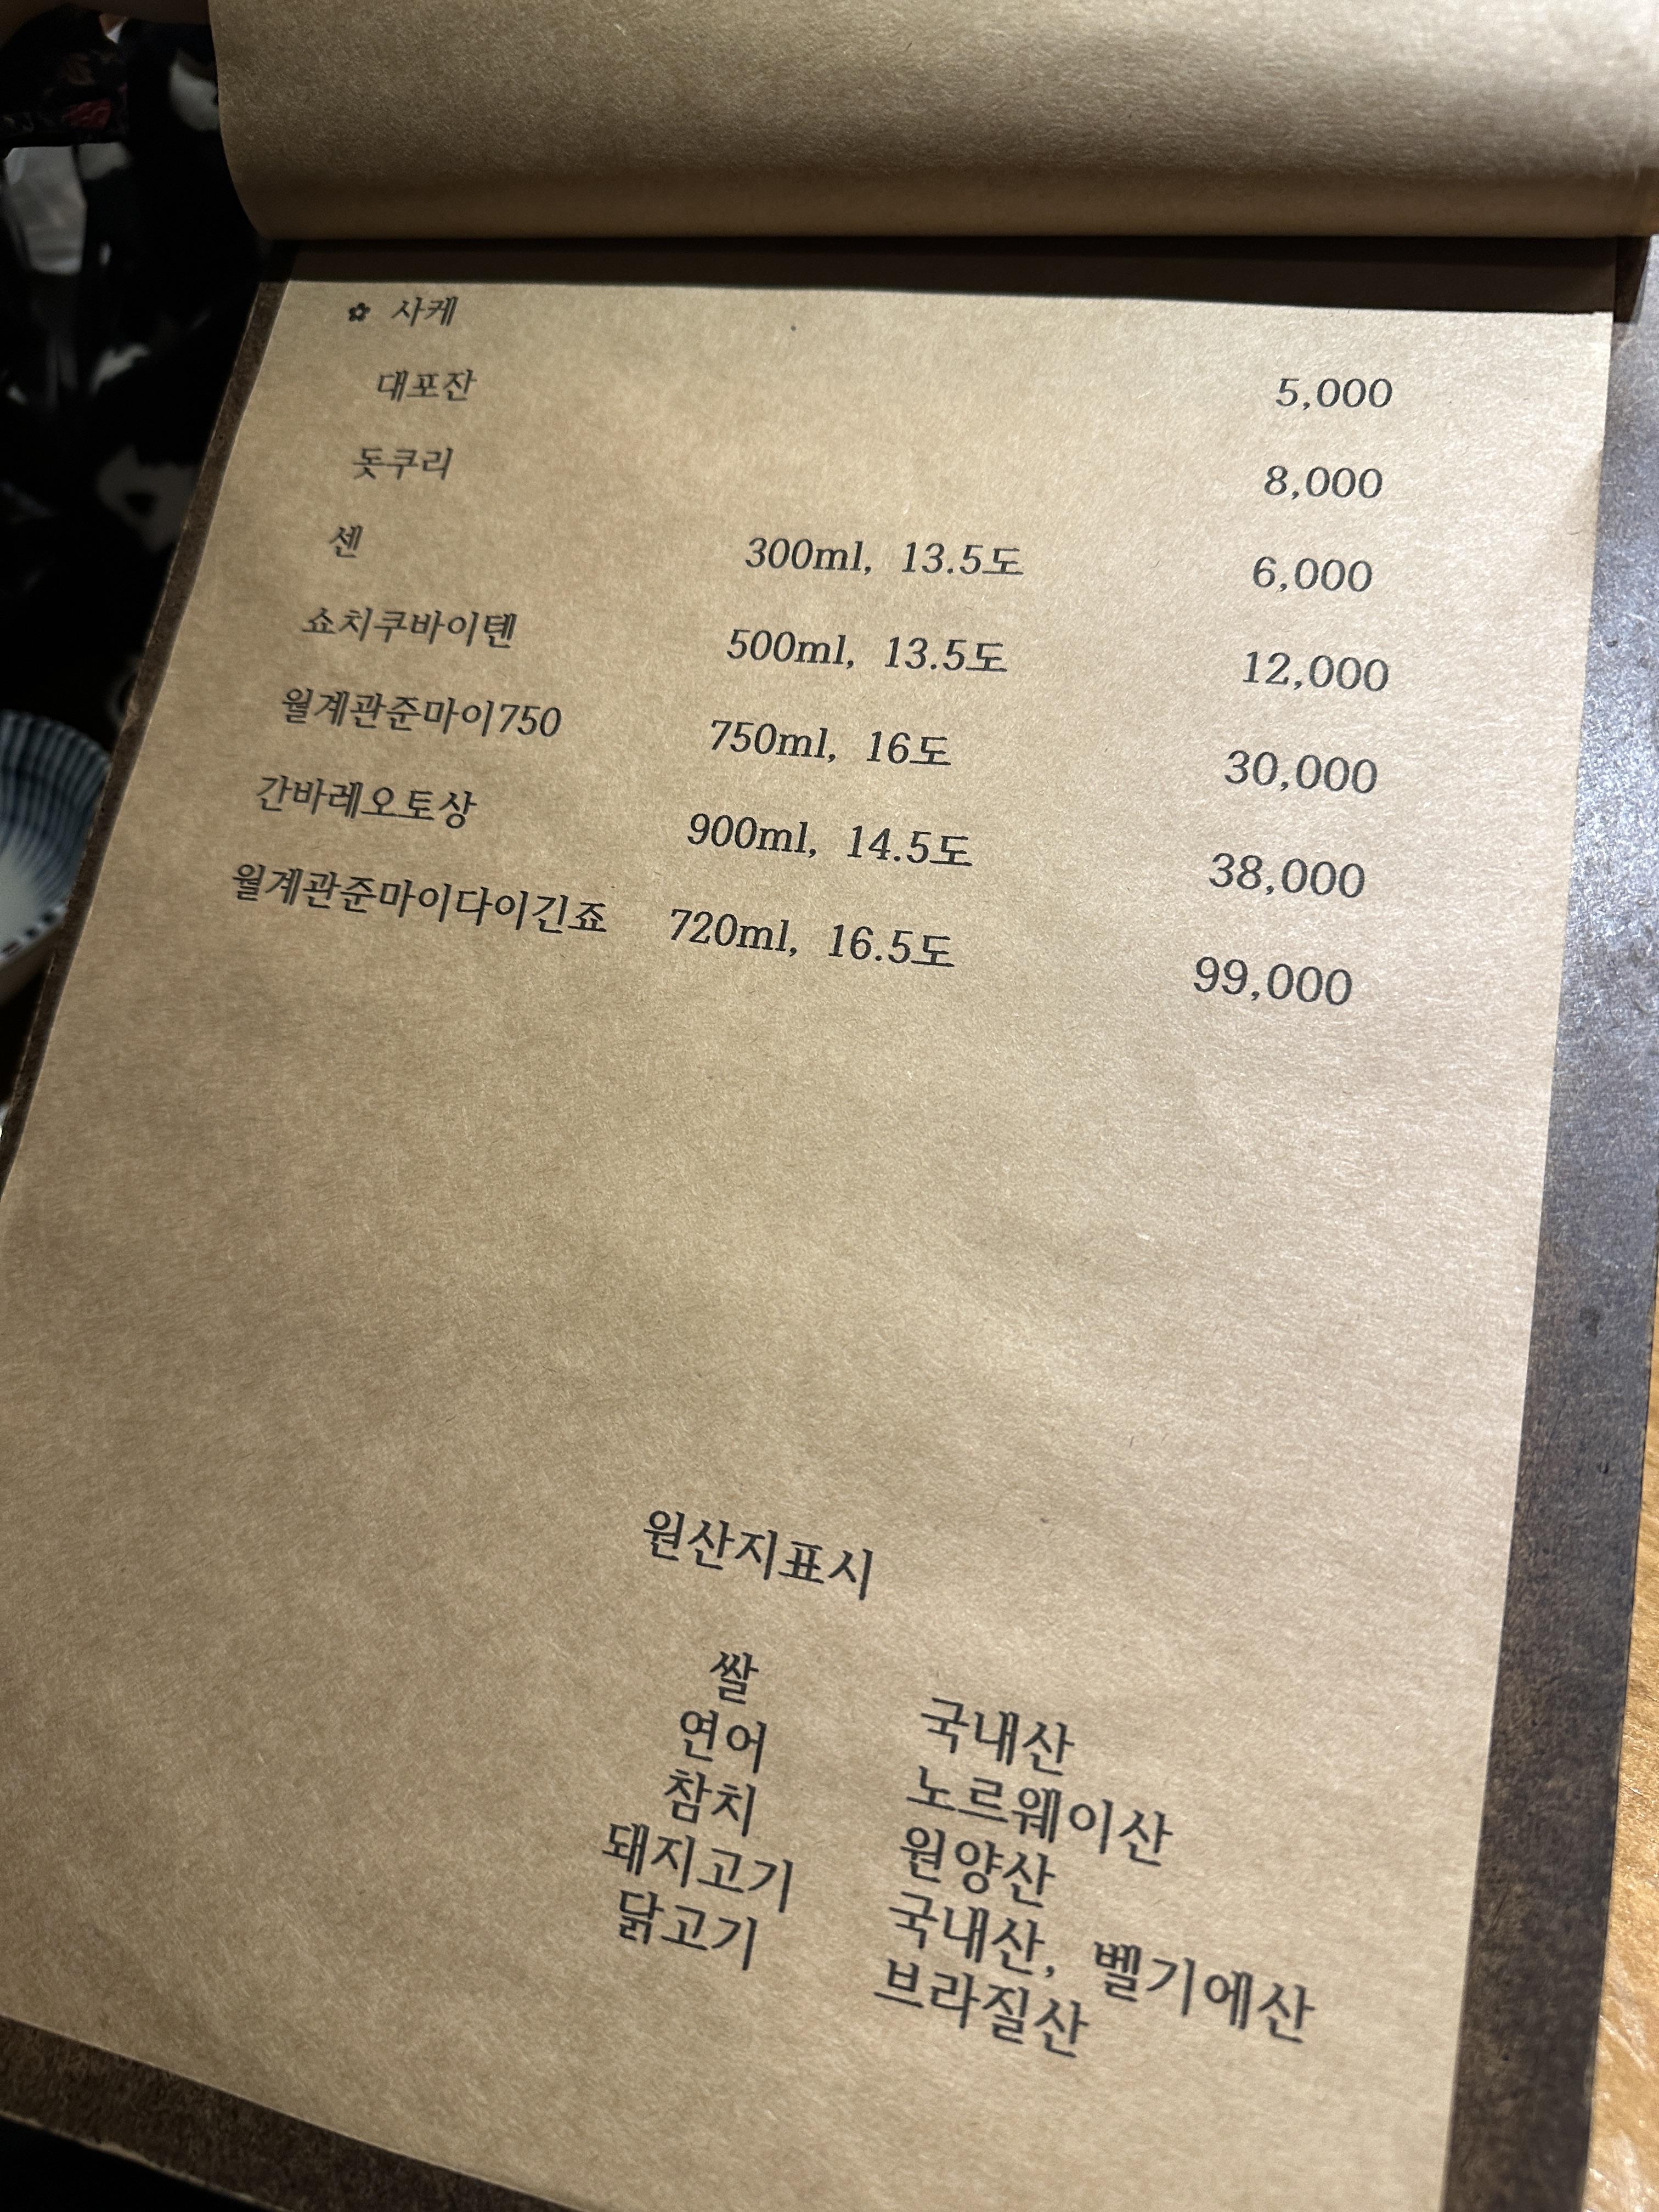 ✿ 사케
대포잔 5,000
돗쿠리 8,000
센 300ml, 13.5도 6,000
쇼치쿠바이텐 500ml, 13.5도 12,000
월계관준마이750 750ml, 16도 30,000
간바레오토상 900ml, 14.5도 38,000
월계관준마이다이긴죠 720ml, 16.5도 99,000
원산지표시
쌀 국내산
연어 노르웨이산
참치 원양산
돼지고기 국내산, 벨기에산
닭고기 브라질산